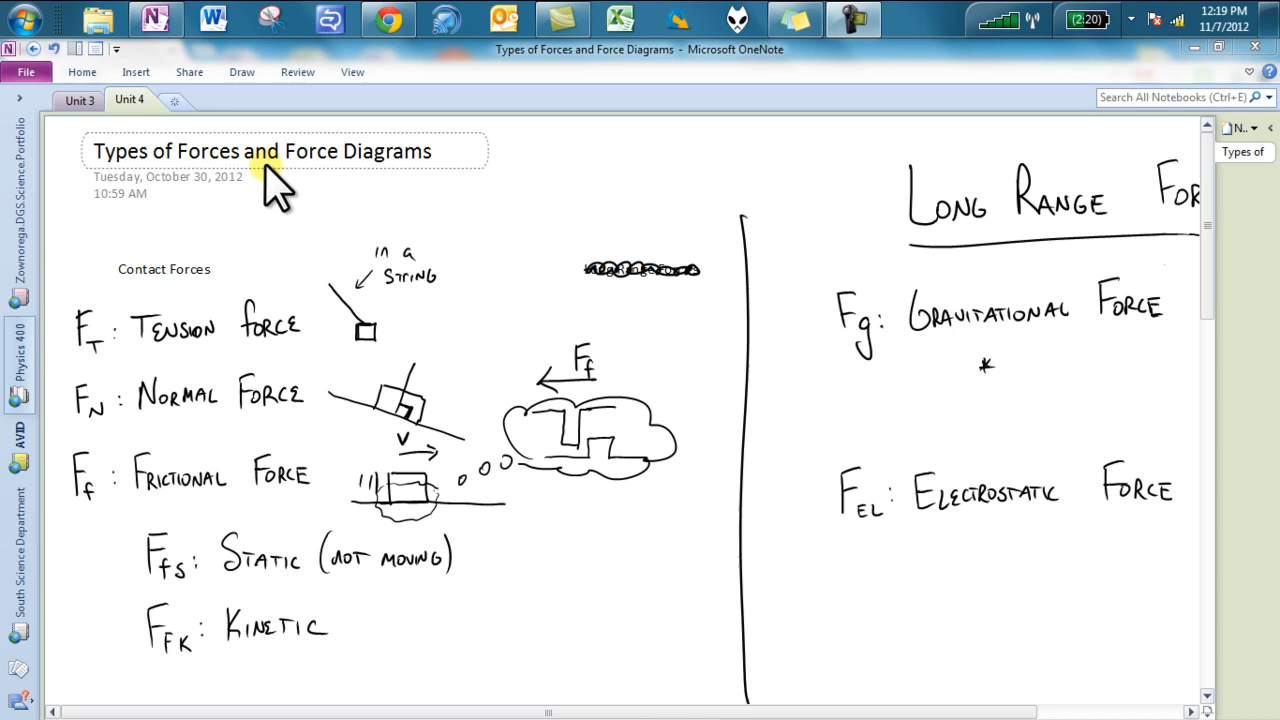 12:19 PM
(2:20)
11/7/2012
Types of Forces and Force Diagrams - Microsoft OneNote
File Home Insert Share Draw Review View
Unit 3 Unit 4
Search All Notebooks (Ctrl+E)
N..
Types of
Zownorega.DGS.Science.Portfolio
Physics 400
AVID
South Science Department
Types of Forces and Force Diagrams
Tuesday, October 30, 2012
10:59 AM
Contact Forces
in a
STRING
FT : TENSION force
FN : NORMAL FORCE
V
Ff
Ff : FRICTIONAL FORCE
FfS : STATIC (NOT MOVING)
FFK : KINETIC
LONG RANGE FOR
Fg : GRAVITATIONAL FORCE
*
FEL : ELECTROSTATIC FORCE